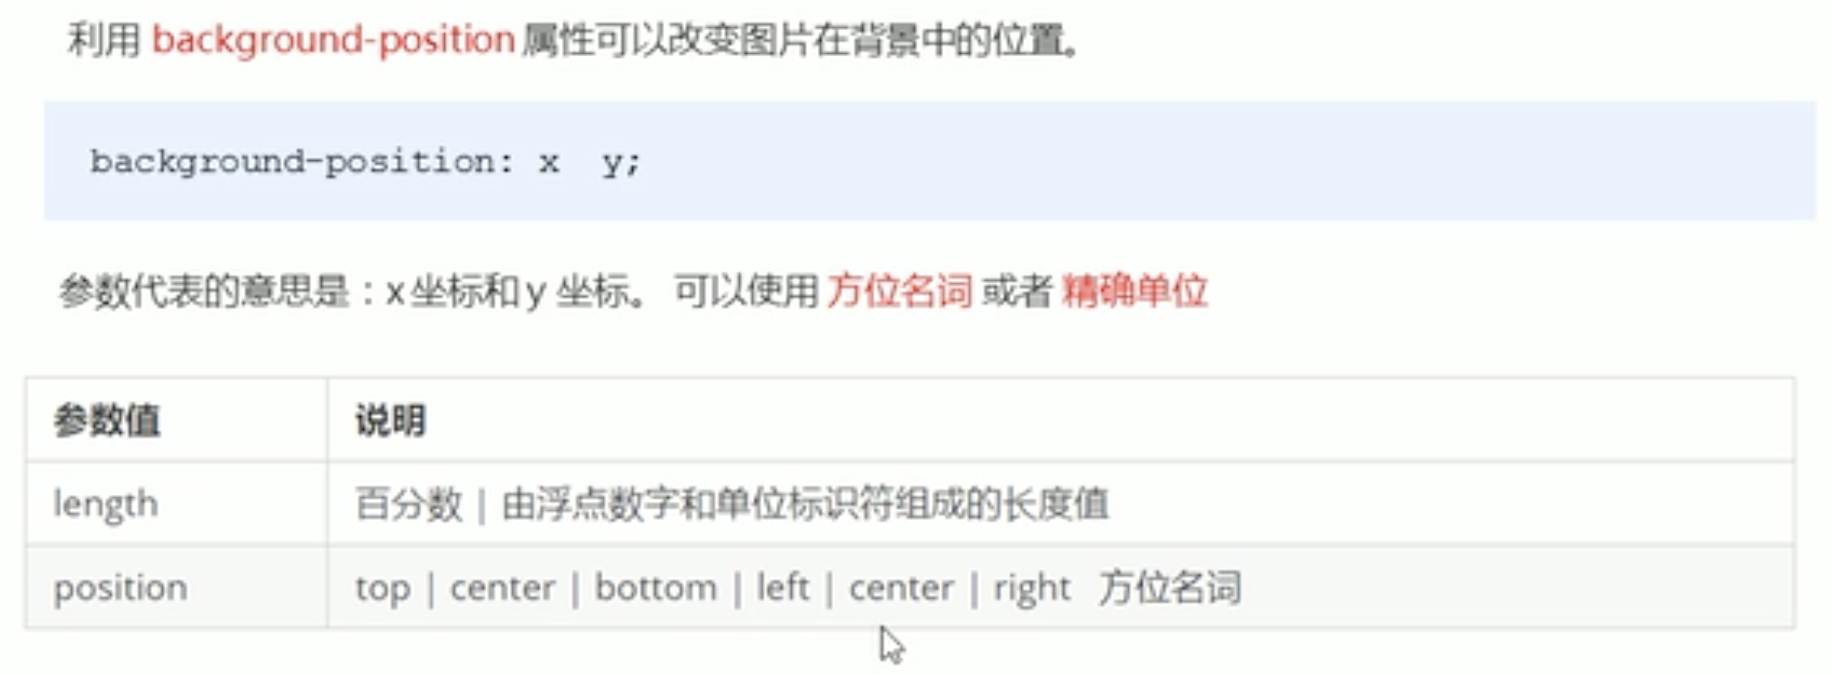 利用 background-position 属性可以改变图片在背景中的位置。
background-position: x  y;
参数代表的意思是：x 坐标和 y 坐标。 可以使用 方位名词 或者 精确单位
参数值 说明
length 百分数 | 由浮点数字和单位标识符组成的长度值
position top | center | bottom | left | center | right 方位名词